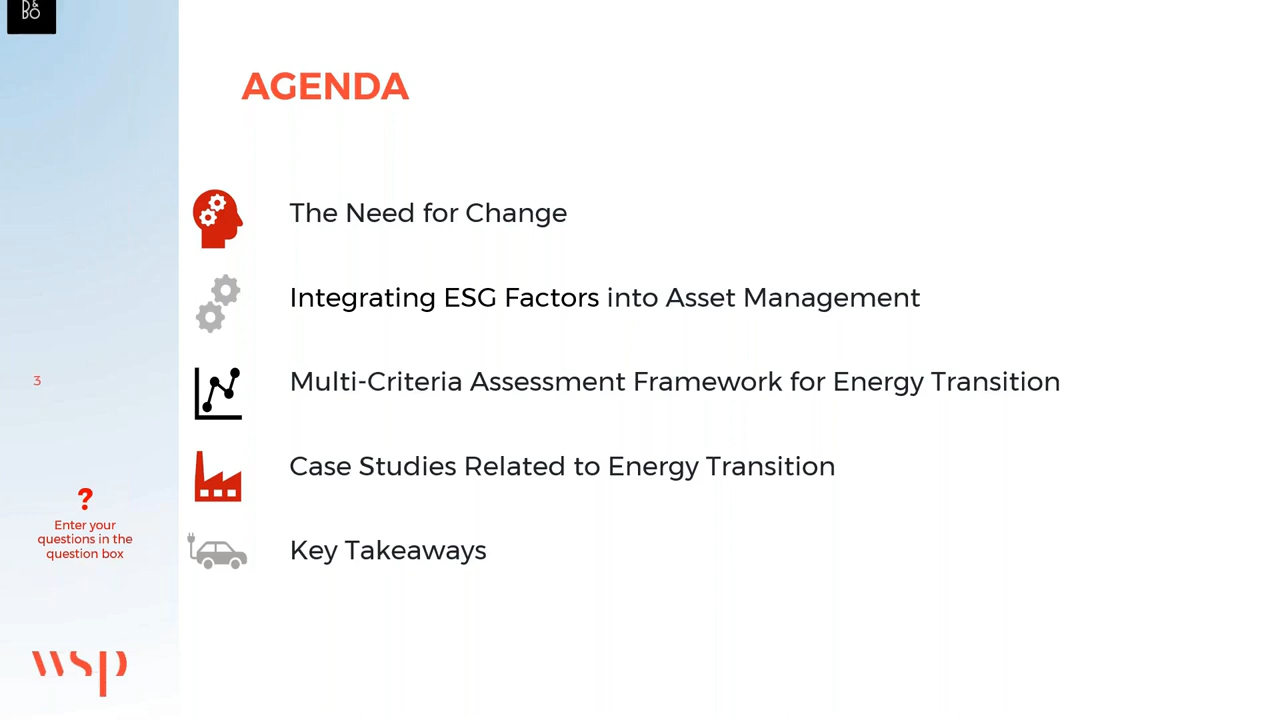 B&
BO
AGENDA
The Need for Change
Integrating ESG Factors into Asset Management
3
Multi-Criteria Assessment Framework for Energy Transition
Case Studies Related to Energy Transition
?
Enter your
questions in the
question box
Key Takeaways
wsp